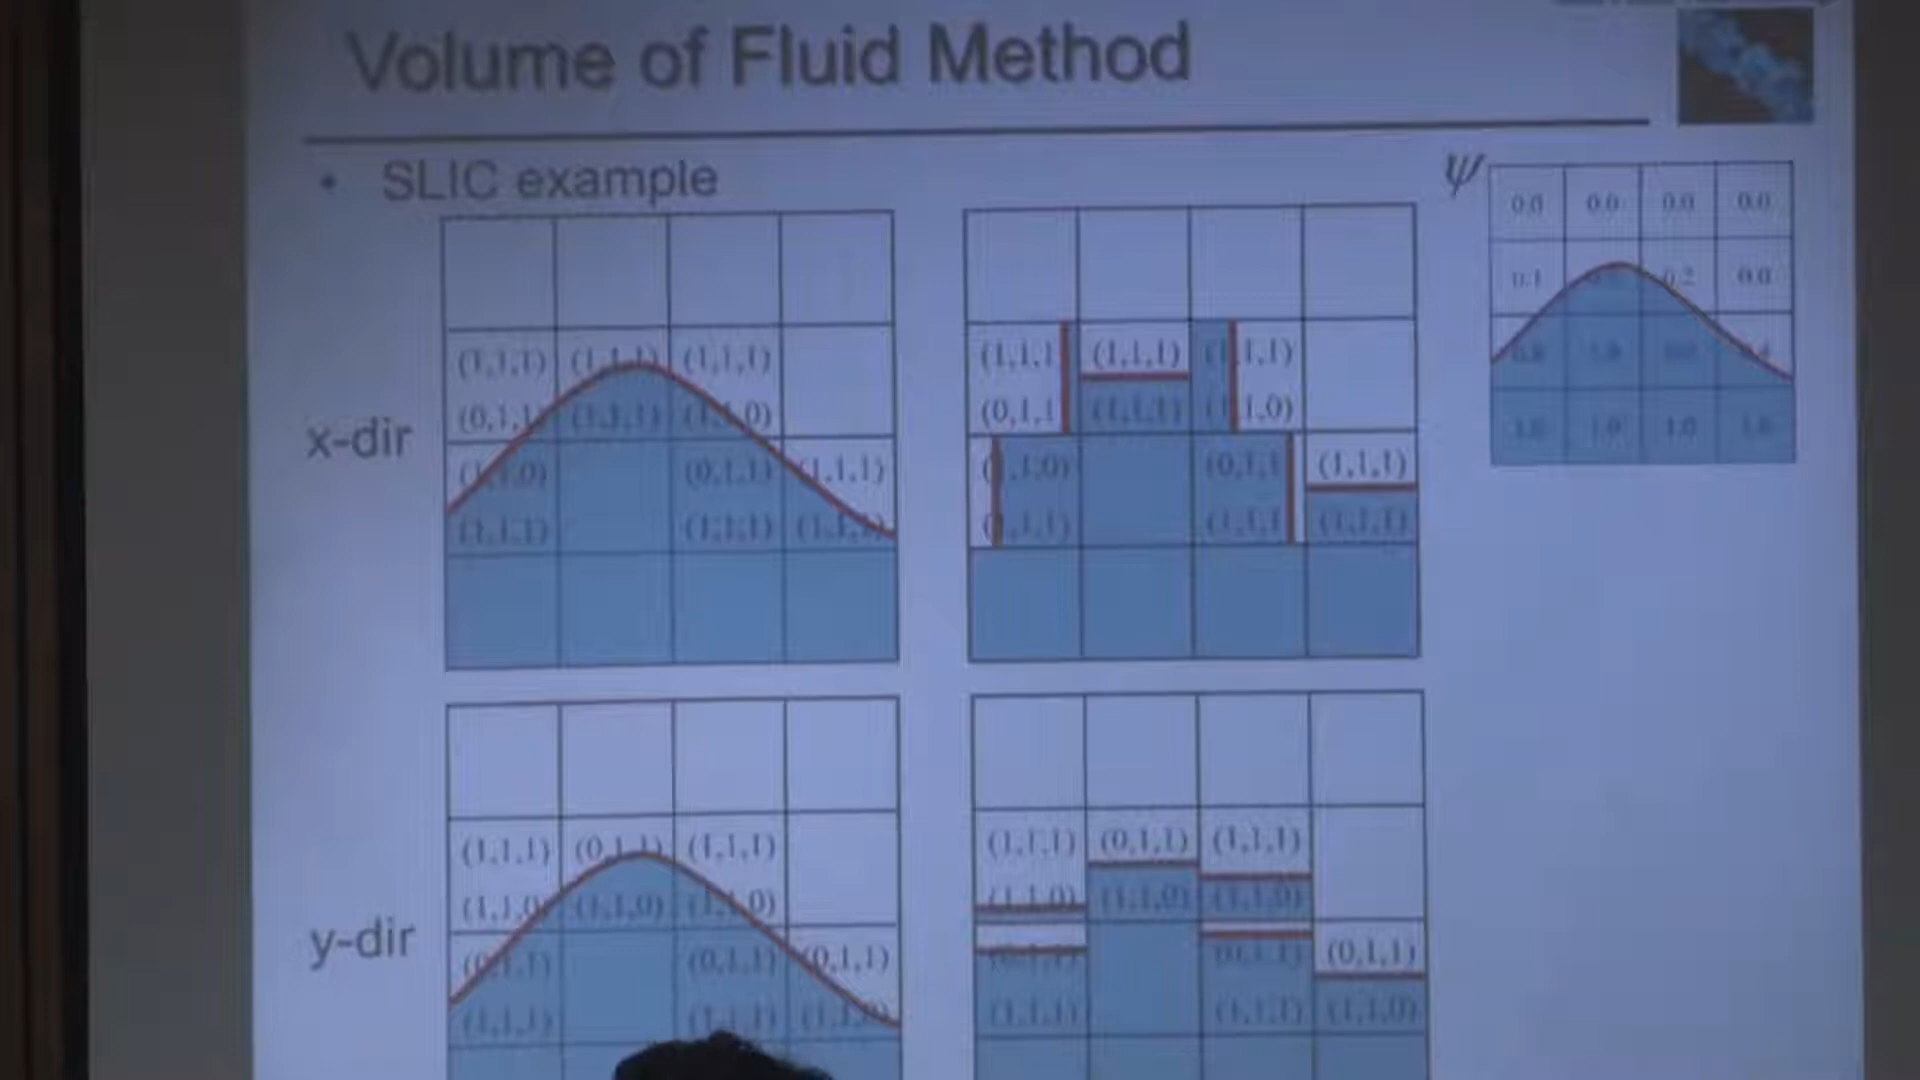 Volume of Fluid Method
• SLIC example
ψ
0.0 0.0 0.0 0.0
0.1 0.2 0.0
1.0 1.0 1.0 1.0
x-dir
(1,1,1) (1,1,1) (1,1,1)
(0,1,1) (1,1,1) (1,1,0)
(1,1,0) (0,1,1) (1,1,1)
(1,1,1) (1,1,1) (1,1,1)
(1,1,1 (1,1,1) (1,1,1)
(0,1,1 (1,1,1) (1,1,0)
(1,1,0) (0,1,1 (1,1,1)
(1,1,1) (1,1,1 (1,1,1)
y-dir
(1,1,1) (0,1,1) (1,1,1)
(1,1,0) (1,1,0) (1,1,0)
(0,1,1) (0,1,1) (0,1,1)
(1,1,1) (1,1,1) (1,1,0)
(1,1,1) (0,1,1) (1,1,1)
(1,1,0) (1,1,0) (1,1,0)
(0,1,1) (0,1,1) (0,1,1)
(1,1,1) (1,1,1) (1,1,0)